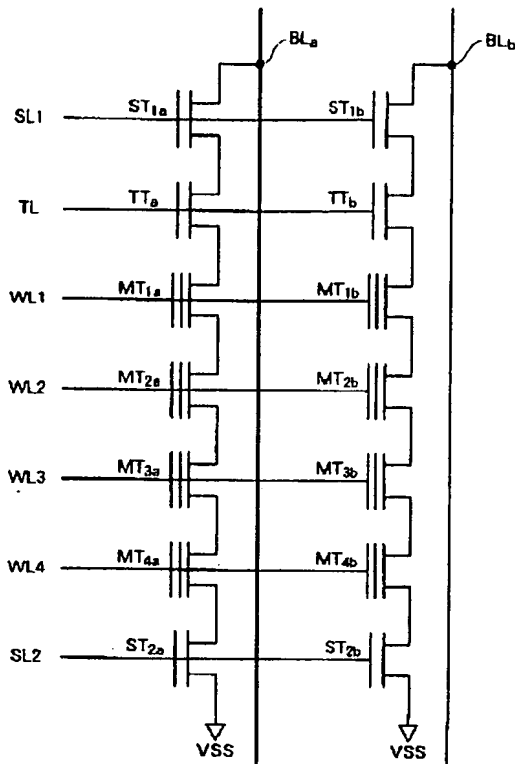 BLa BLb
SL1 ST1a ST1b
TL TTa TTb
WL1 MT1a MT1b
WL2 MT2a MT2b
WL3 MT3a MT3b
WL4 MT4a MT4b
SL2 ST2a ST2b
VSS VSS